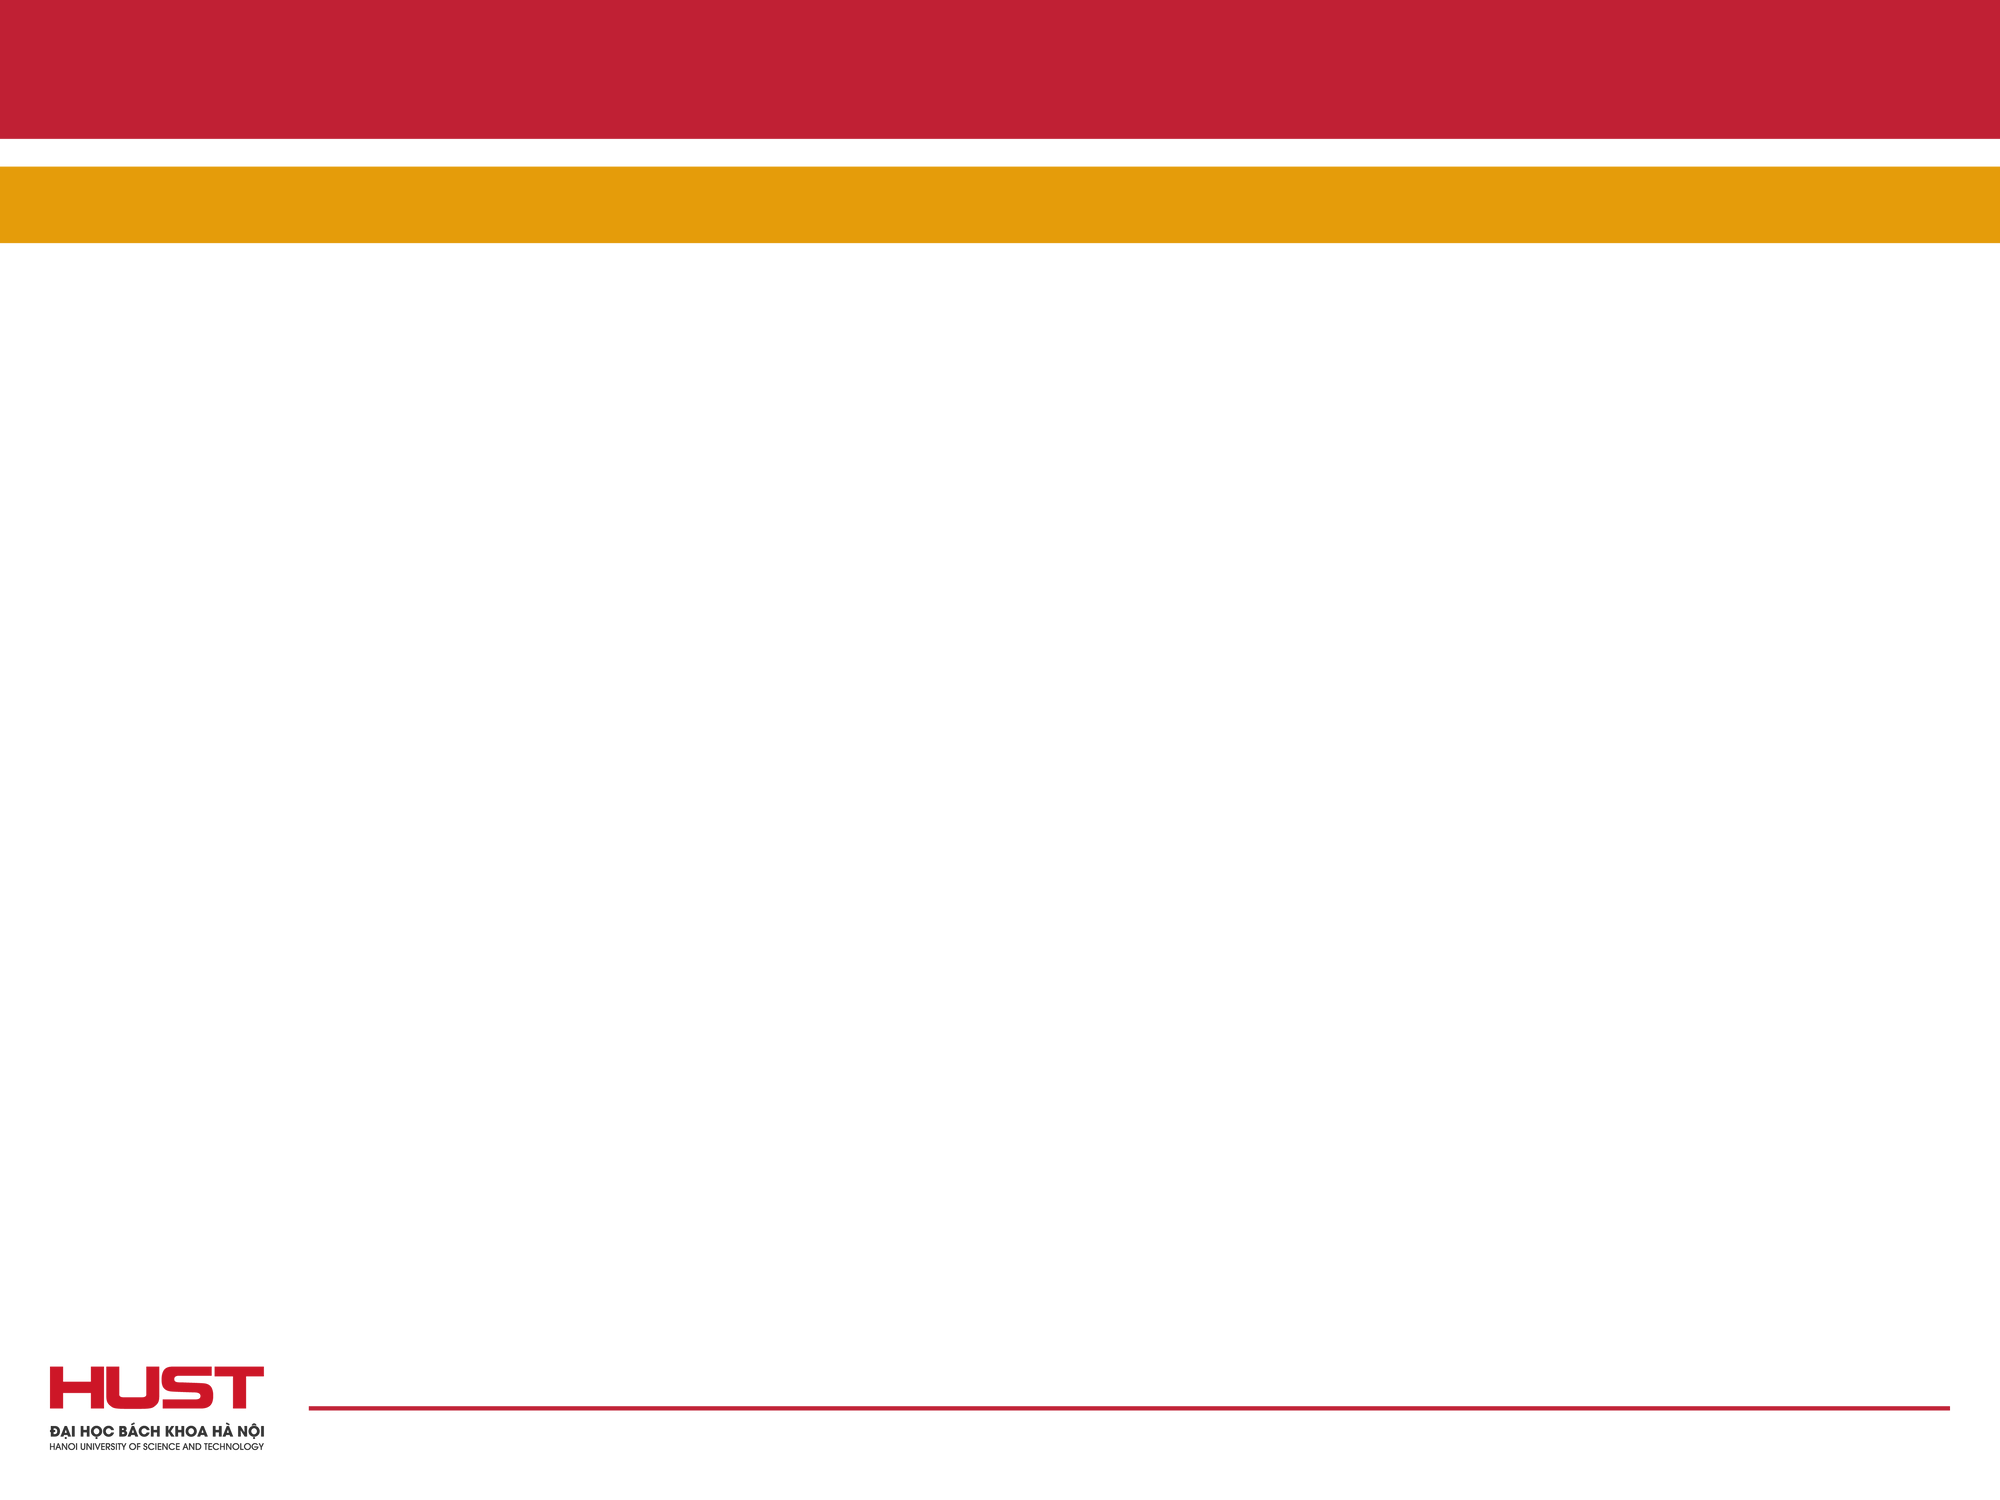 HUST
ĐẠI HỌC BÁCH KHOA HÀ NỘI
HANOI UNIVERSITY OF SCIENCE AND TECHNOLOGY